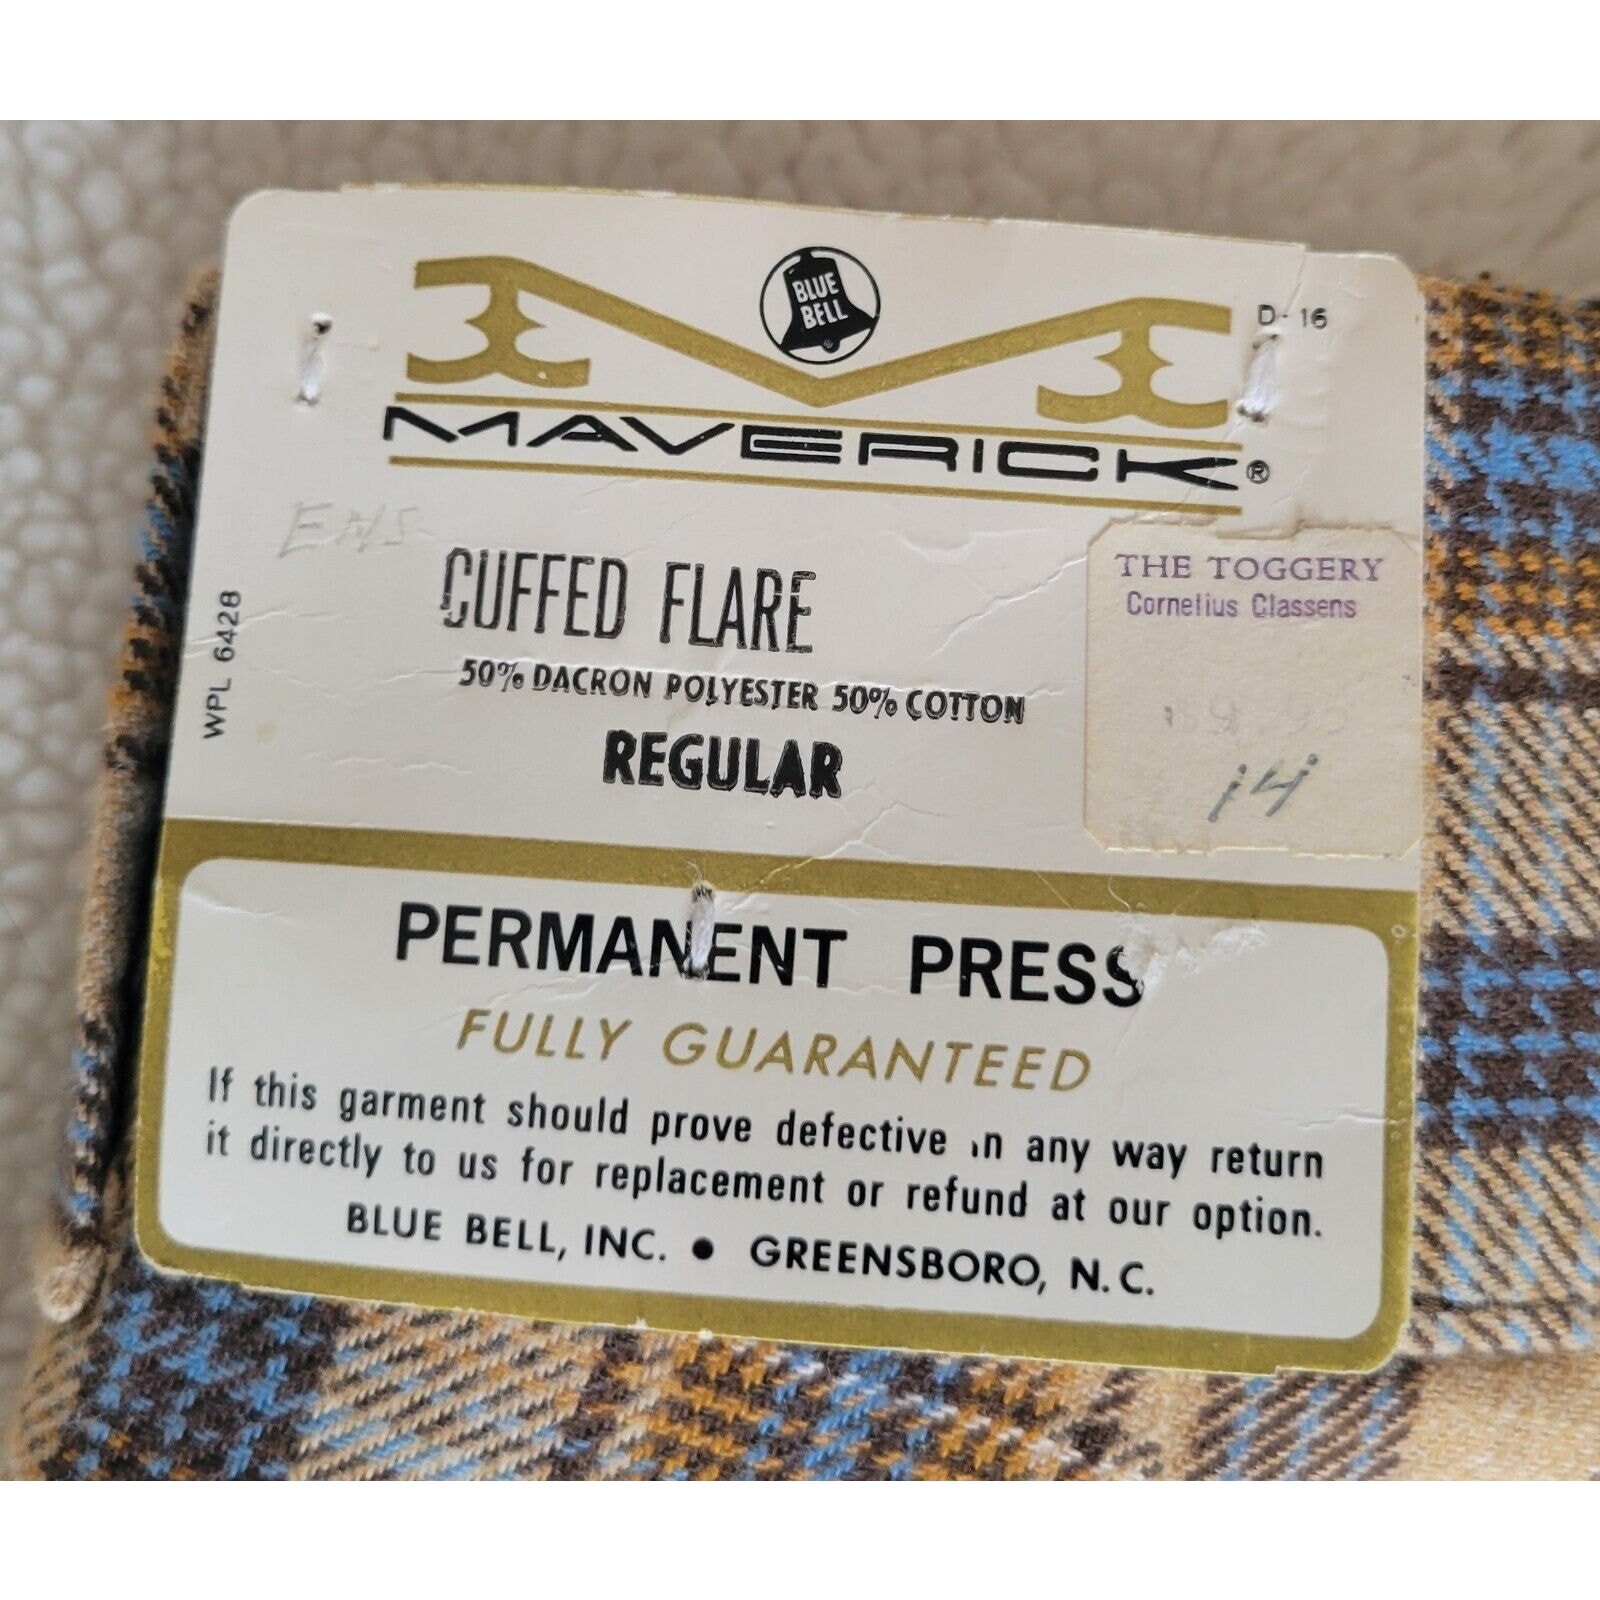 BLUE
BELL
®
D-16
MAVERICK®
ENS
CUFFED FLARE
50% DACRON POLYESTER 50% COTTON
REGULAR
WPL 6428
THE TOGGERY
Cornelius Classens
14
PERMANENT PRESS
FULLY GUARANTEED
If this garment should prove defective in any way return
it directly to us for replacement or refund at our option.
BLUE BELL, INC. ● GREENSBORO, N.C.